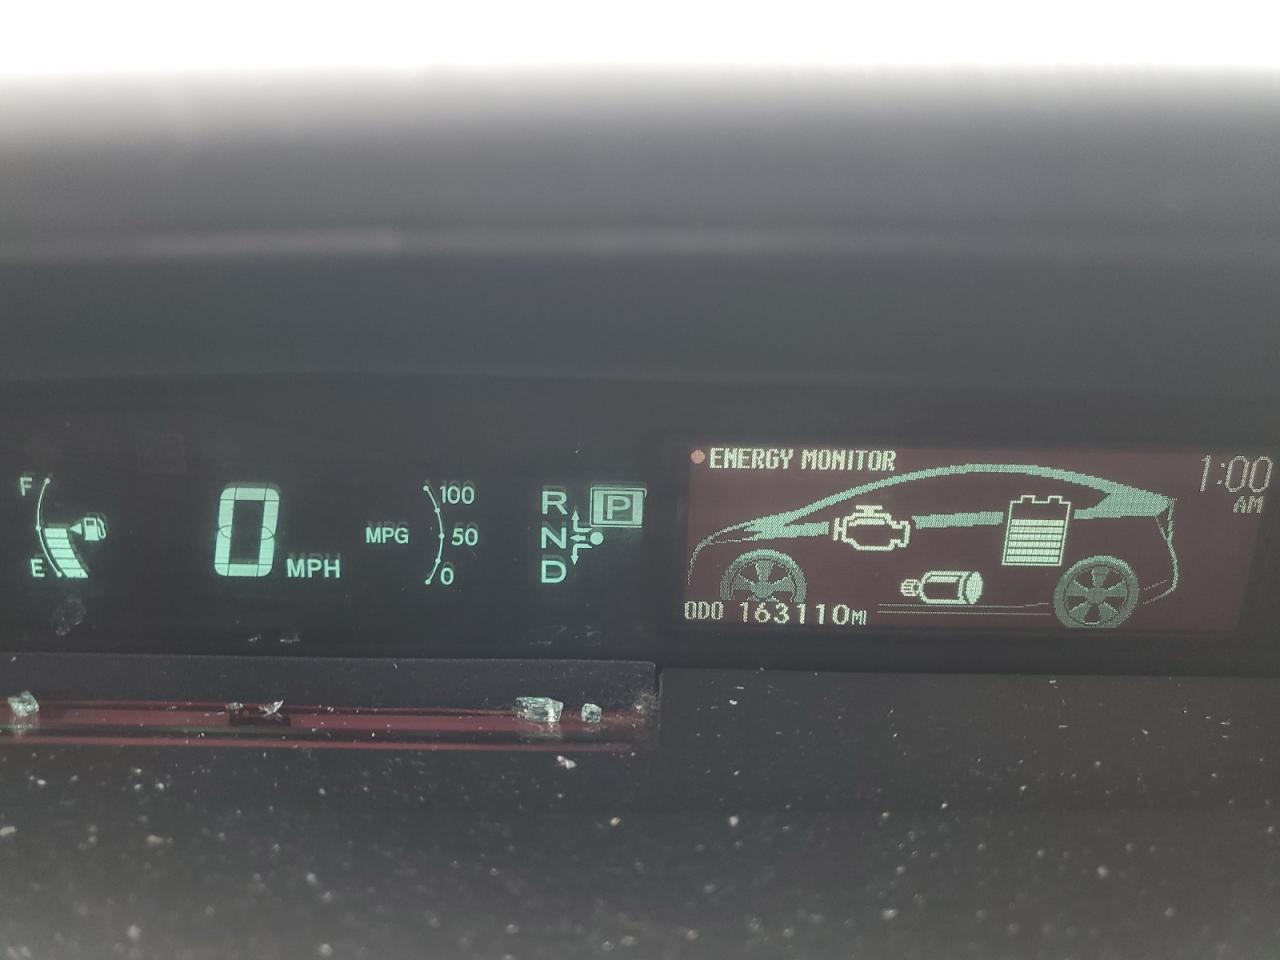 F
E
0 MPH
MPG
100
50
0
R
N
D
P
ENERGY MONITOR
1:00
AM
ODO 163110MI